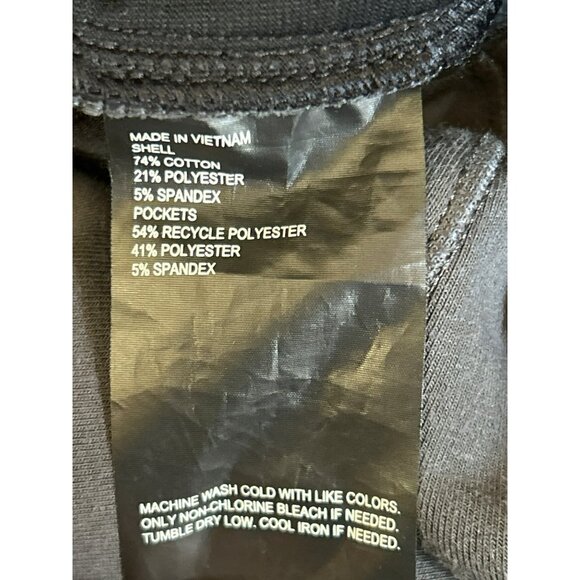 MADE IN VIETNAM
SHELL
74% COTTON
21% POLYESTER
5% SPANDEX
POCKETS
54% RECYCLE POLYESTER
41% POLYESTER
5% SPANDEX
MACHINE WASH COLD WITH LIKE COLORS.
ONLY NON-CHLORINE BLEACH IF NEEDED.
TUMBLE DRY LOW. COOL IRON IF NEEDED.